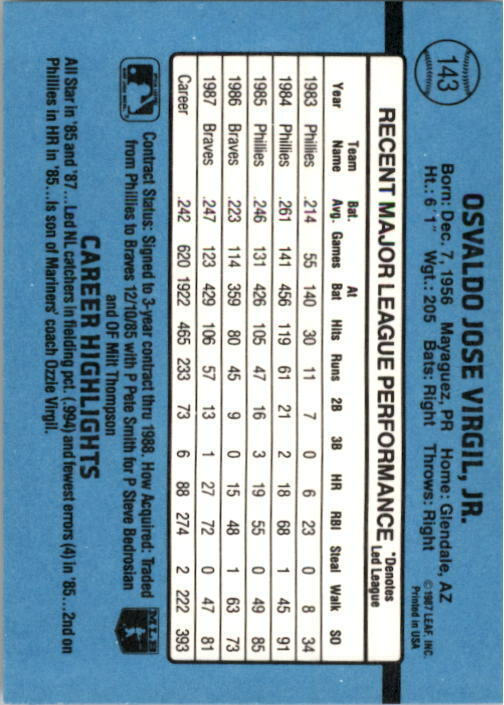 143
OSVALDO JOSE VIRGIL, JR.
Born: Dec. 7, 1956 Mayaguez, PR Home: Glendale, AZ
Ht.: 6'1" Wgt.: 205 Bats: Right Throws: Right
© 1987 LEAF, INC.
Printed in USA
RECENT MAJOR LEAGUE PERFORMANCE *Denotes Led League
Year Team Name Bat. Avg. Games At Bat Hits Runs 2B 3B HR RBI Steal Walk SO
1983 Phillies .214 55 140 30 11 7 0 6 23 0 8 34
1984 Phillies .261 141 456 119 61 21 2 18 68 1 45 91
1985 Phillies .246 131 426 105 47 16 3 19 55 0 49 85
1986 Braves .223 114 359 80 45 9 0 15 48 1 63 73
1987 Braves .247 123 429 106 57 13 1 27 72 0 47 81
Career .242 620 1922 465 233 73 6 88 274 2 222 393
Contract Status: Signed to 3-year contract thru 1988. How Acquired: Traded
from Phillies to Braves 12/10/85 with P Pete Smith for P Steve Bedrosian
and OF Milt Thompson
MLB
CAREER HIGHLIGHTS
All Star in '85 and '87...Led NL catchers in fielding pct. (.994) and fewest errors (4) in '85...2nd on
Phillies in HR in '85...Is son of Mariners' coach Ozzie Virgil.